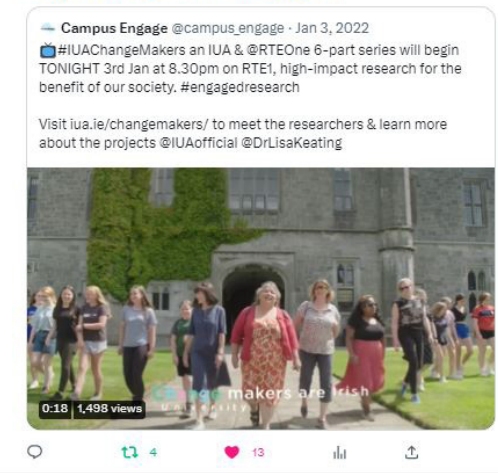 Campus Engage @campus_engage · Jan 3, 2022
#IUAChangeMakers an IUA & @RTEOne 6-part series will begin
TONIGHT 3rd Jan at 8.30pm on RTE1, high-impact research for the
benefit of our society. #engagedresearch
Visit iua.ie/changemakers/ to meet the researchers & learn more
about the projects @IUAofficial @DrLisaKeating
Change makers are Irish
University
0:18 1,498 views
4 13